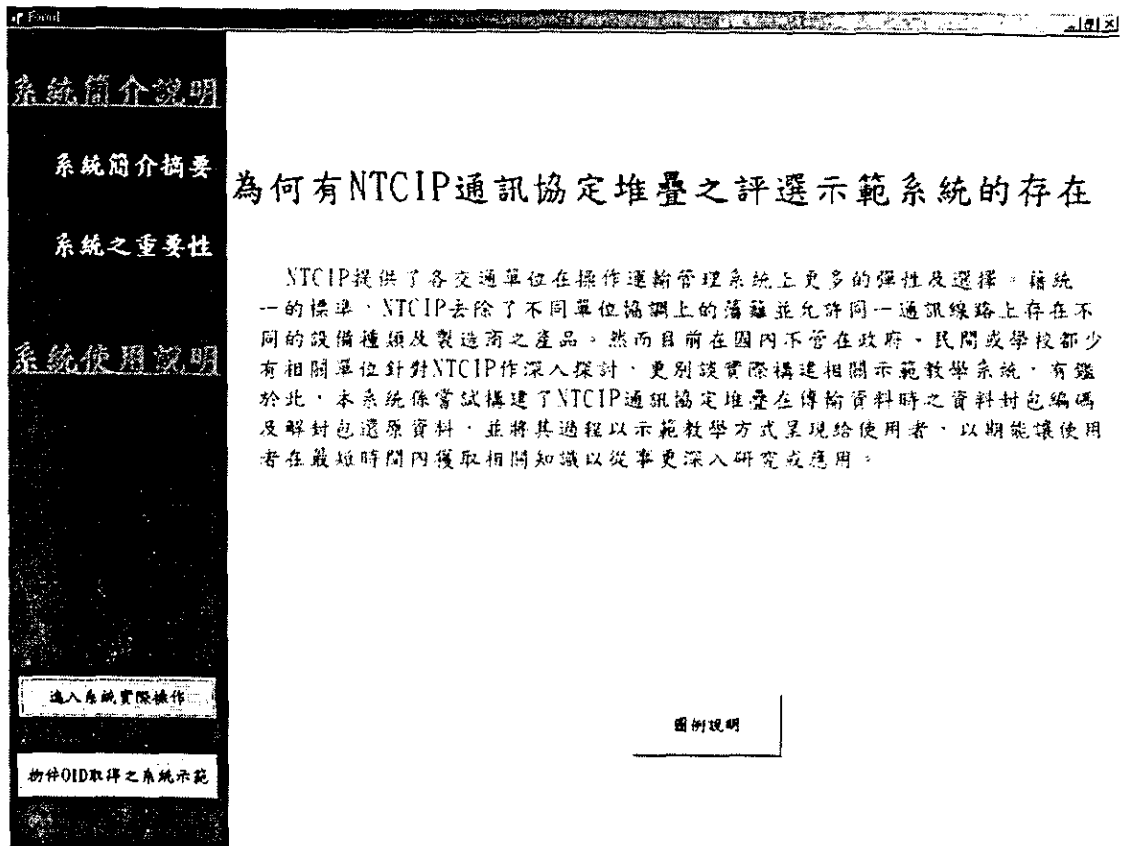 Form1
系統簡介說明
系統簡介摘要
系統之重要性
系統使用說明
進入系統實際操作
物件OID取得之系統示範
為何有NTCIP通訊協定堆疊之評選示範系統的存在
NTCIP提供了各交通單位在操作運輸管理系統上更多的彈性及選擇。藉統
一的標準,NTCIP去除了不同單位協調上的藩籬並允許同一通訊線路上存在不
同的設備種類及製造商之產品。然而目前在國內不管在政府、民間或學校都少
有相關單位針對NTCIP作深入探討,更別談實際構建相關示範教學系統,有鑑
於此,本系統係嘗試構建了NTCIP通訊協定堆疊在傳輸資料時之資料封包編碼
及解封包還原資料,並將其過程以示範教學方式呈現給使用者,以期能讓使用
者在最短時間內獲取相關知識以從事更深入研究或應用。
圖例說明